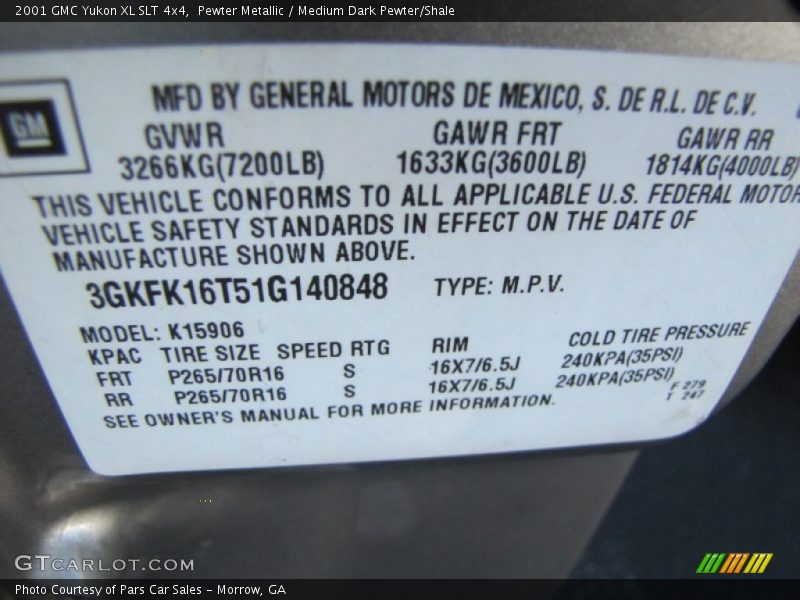 2001 GMC Yukon XL SLT 4x4, Pewter Metallic / Medium Dark Pewter/Shale
MFD BY GENERAL MOTORS DE MEXICO, S. DE R.L. DE C.V.
GM
GVWR GAWR FRT GAWR RR
3266KG(7200LB) 1633KG(3600LB) 1814KG(4000LB)
THIS VEHICLE CONFORMS TO ALL APPLICABLE U.S. FEDERAL MOTOR
VEHICLE SAFETY STANDARDS IN EFFECT ON THE DATE OF
MANUFACTURE SHOWN ABOVE.
3GKFK16T51G140848 TYPE: M.P.V.
MODEL: K15906
KPAC TIRE SIZE SPEED RTG RIM COLD TIRE PRESSURE
FRT P265/70R16 S 16X7/6.5J 240KPA(35PSI)
RR P265/70R16 S 16X7/6.5J 240KPA(35PSI)
SEE OWNER'S MANUAL FOR MORE INFORMATION.
F 279
T 247
GTCARLOT.COM
Photo Courtesy of Pars Car Sales - Morrow, GA